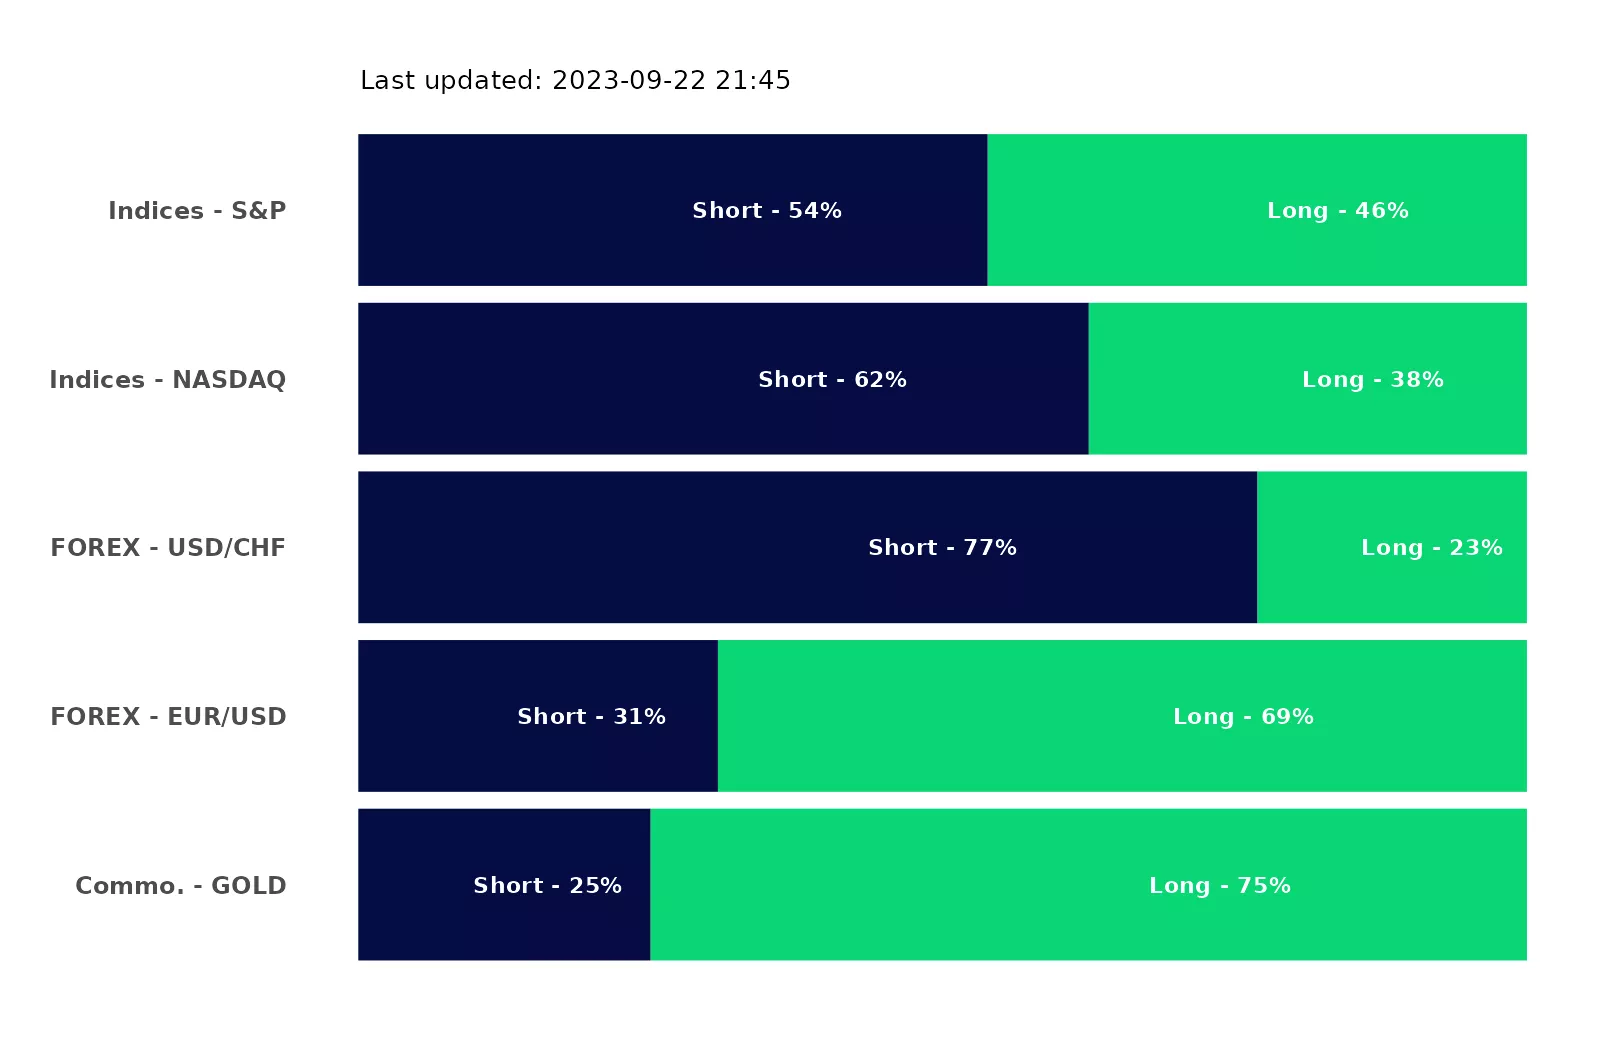 Last updated: 2023-09-22 21:45
Indices - S&P Short - 54% Long - 46%
Indices - NASDAQ Short - 62% Long - 38%
FOREX - USD/CHF Short - 77% Long - 23%
FOREX - EUR/USD Short - 31% Long - 69%
Commo. - GOLD Short - 25% Long - 75%